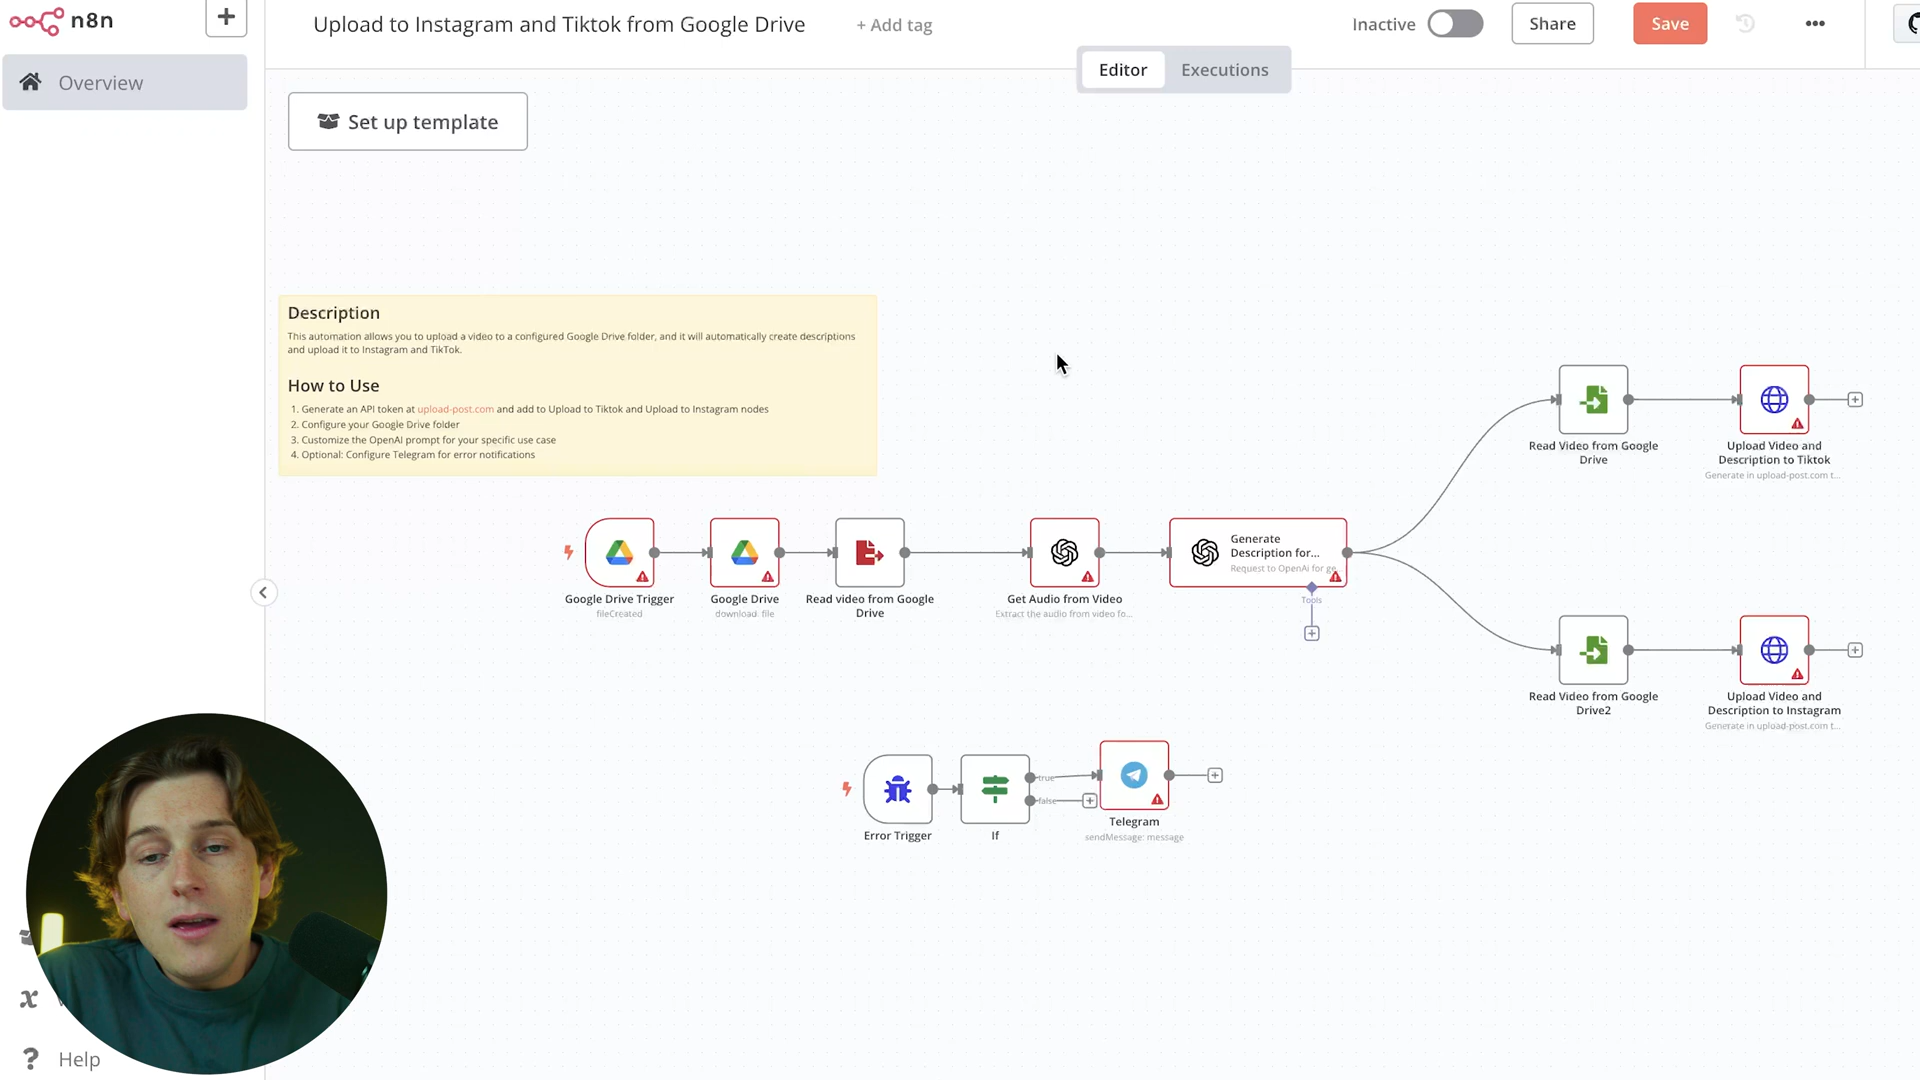 n8n
Upload to Instagram and Tiktok from Google Drive
+ Add tag
Inactive
Share
Save
Overview
Editor
Executions
Set up template
Description
This automation allows you to upload a video to a configured Google Drive folder, and it will automatically create descriptions
and upload it to Instagram and TikTok.
How to Use
1. Generate an API token at upload-post.com and add to Upload to Tiktok and Upload to Instagram nodes
2. Configure your Google Drive folder
3. Customize the OpenAI prompt for your specific use case
4. Optional: Configure Telegram for error notifications
Read Video from Google
Drive
Upload Video and
Description to Tiktok
Generate in upload-post.com t...
Google Drive Trigger
fileCreated
Google Drive
download: file
Read video from Google
Drive
Get Audio from Video
Extract the audio from video fo...
Generate
Description for...
Request to OpenAi for ge
Tools
Read Video from Google
Drive2
Upload Video and
Description to Instagram
Generate in upload-post.com t...
Error Trigger
If
true
false
Telegram
sendMessage: message
Help